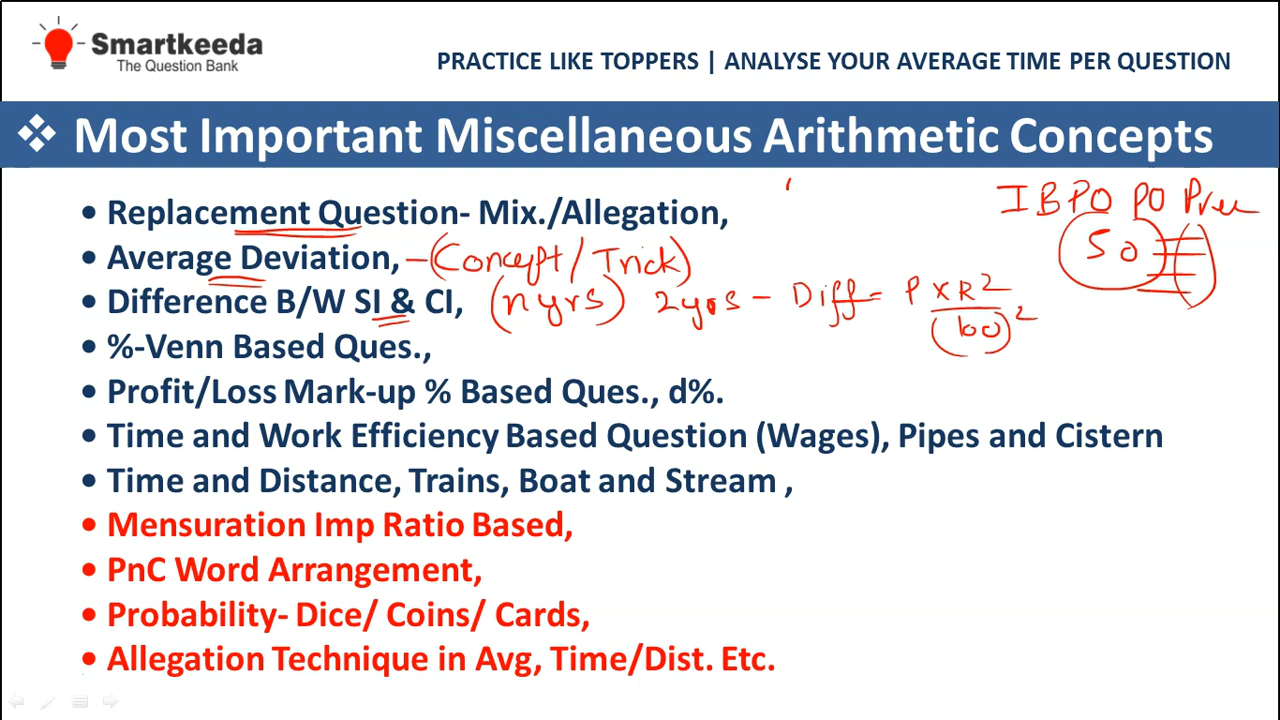 Smartkeeda
The Question Bank
PRACTICE LIKE TOPPERS | ANALYSE YOUR AVERAGE TIME PER QUESTION
❖ Most Important Miscellaneous Arithmetic Concepts
• Replacement Question- Mix./Allegation,
IBPO PO Pree
50
• Average Deviation, -(Concept/Trick)
• Difference B/W SI & CI, (n yrs) 2yrs - Diff = P X R2 / (100)2
• %-Venn Based Ques.,
• Profit/Loss Mark-up % Based Ques., d%.
• Time and Work Efficiency Based Question (Wages), Pipes and Cistern
• Time and Distance, Trains, Boat and Stream ,
• Mensuration Imp Ratio Based,
• PnC Word Arrangement,
• Probability- Dice/ Coins/ Cards,
• Allegation Technique in Avg, Time/Dist. Etc.